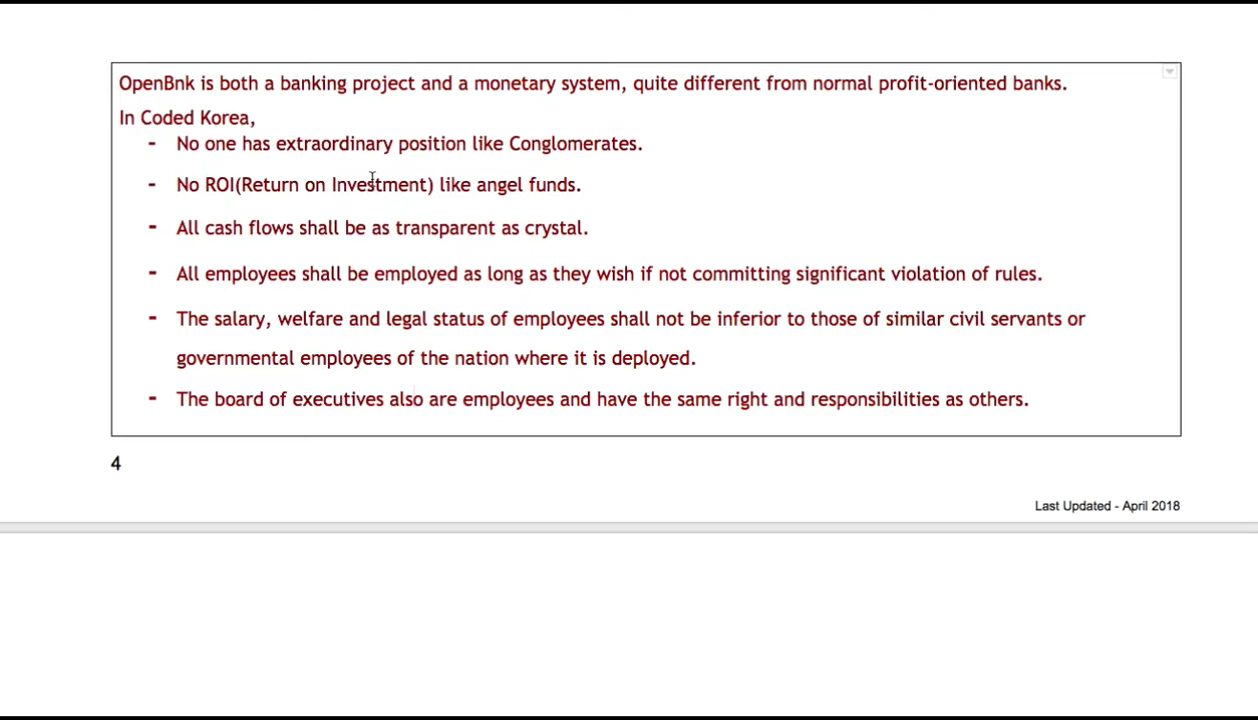 OpenBnk is both a banking project and a monetary system, quite different from normal profit-oriented banks.
In Coded Korea,
- No one has extraordinary position like Conglomerates.
- No ROI(Return on Investment) like angel funds.
- All cash flows shall be as transparent as crystal.
- All employees shall be employed as long as they wish if not committing significant violation of rules.
- The salary, welfare and legal status of employees shall not be inferior to those of similar civil servants or
governmental employees of the nation where it is deployed.
- The board of executives also are employees and have the same right and responsibilities as others.
4
Last Updated - April 2018